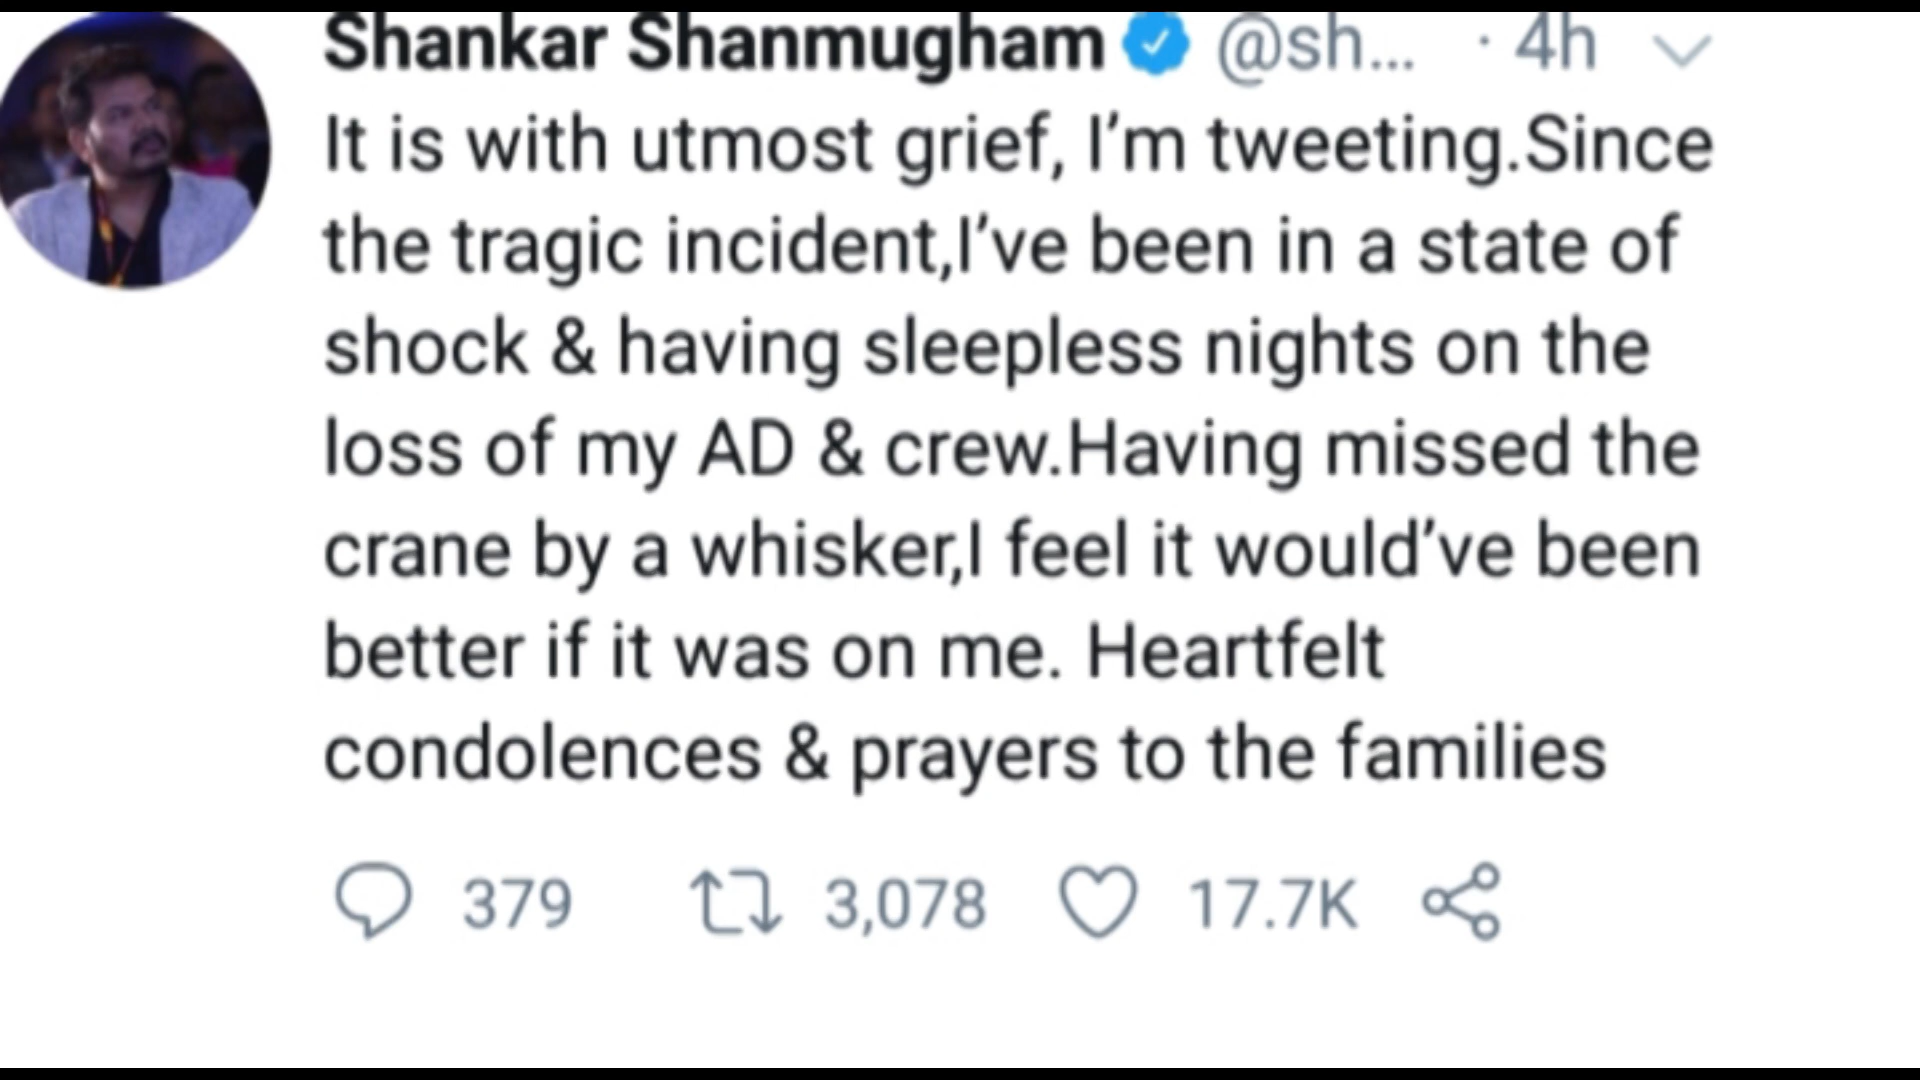 Shankar Shanmugham @sh... · 4h
It is with utmost grief, I’m tweeting.Since
the tragic incident,I’ve been in a state of
shock & having sleepless nights on the
loss of my AD & crew.Having missed the
crane by a whisker,I feel it would’ve been
better if it was on me. Heartfelt
condolences & prayers to the families
379 3,078 17.7K